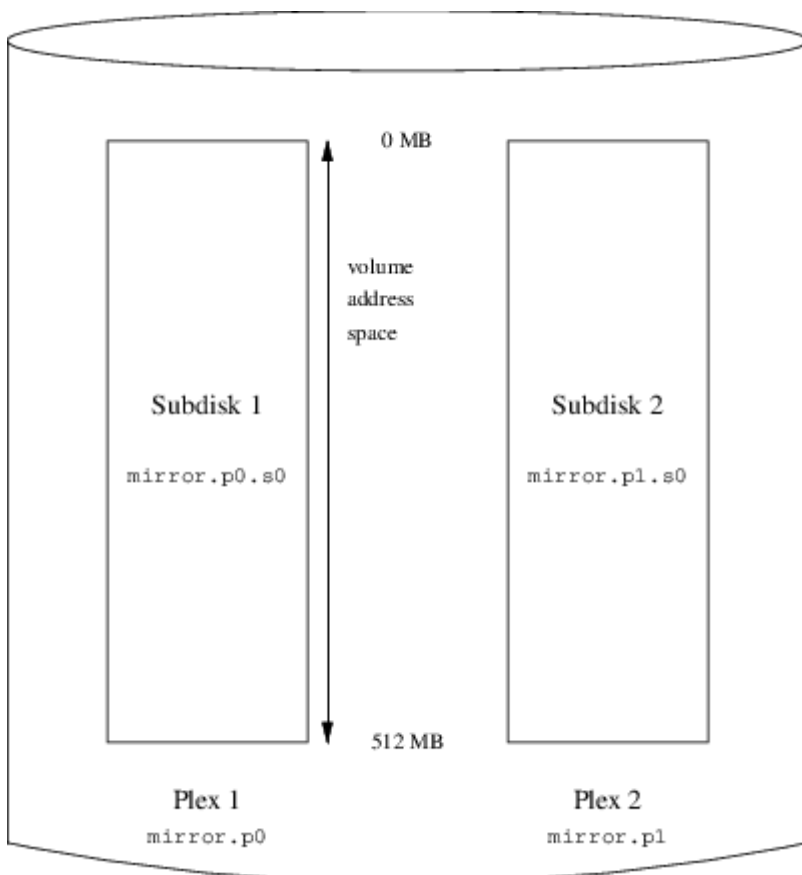 0 MB
volume
address
space
Subdisk 1
mirror.p0.s0
Subdisk 2
mirror.p1.s0
512 MB
Plex 1
mirror.p0
Plex 2
mirror.p1